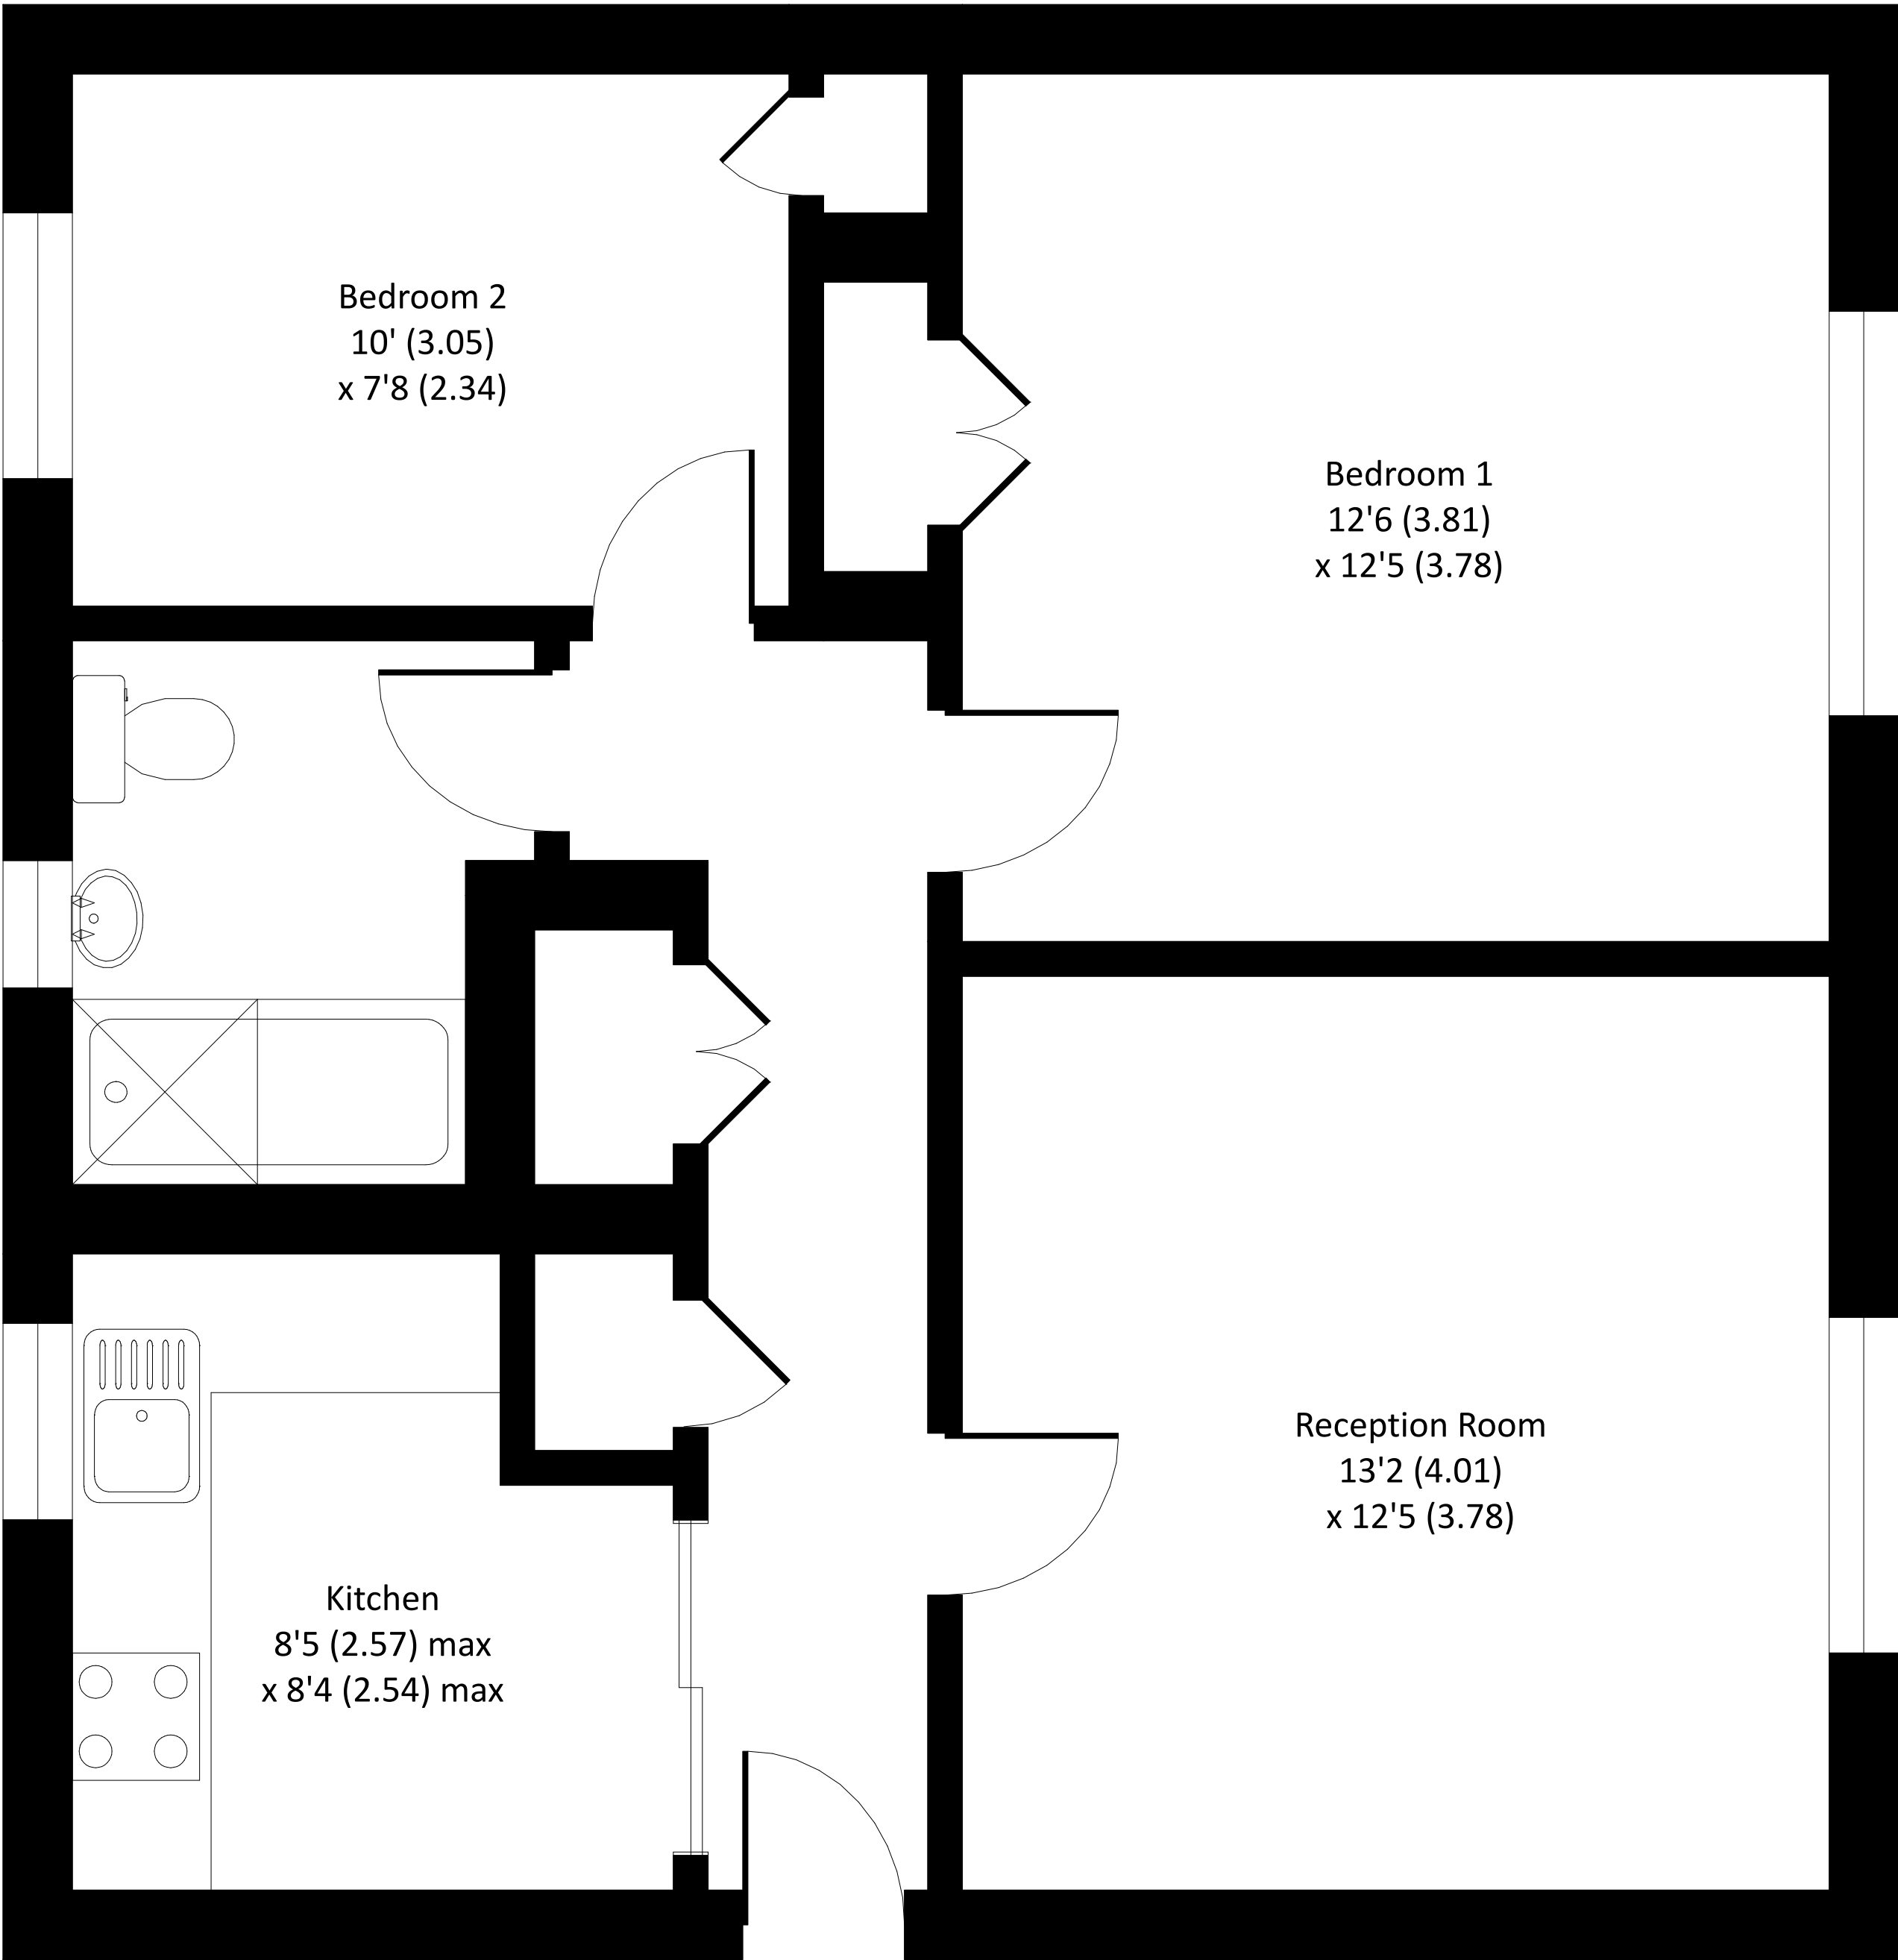 Bedroom 2
10' (3.05)
x 7'8 (2.34)
Bedroom 1
12'6 (3.81)
x 12'5 (3.78)
Reception Room
13'2 (4.01)
x 12'5 (3.78)
Kitchen
8'5 (2.57) max
x 8'4 (2.54) max